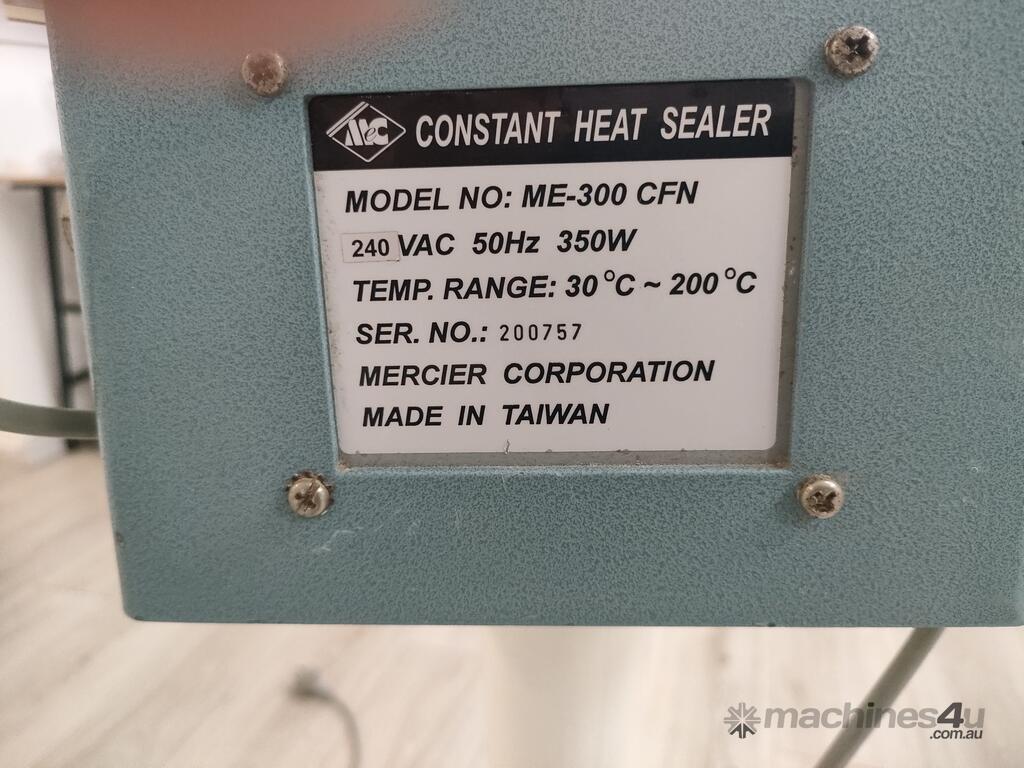 MEC CONSTANT HEAT SEALER
MODEL NO: ME-300 CFN
240 VAC 50Hz 350W
TEMP. RANGE: 30°C ~ 200°C
SER. NO.: 200757
MERCIER CORPORATION
MADE IN TAIWAN
machines4u
.com.au